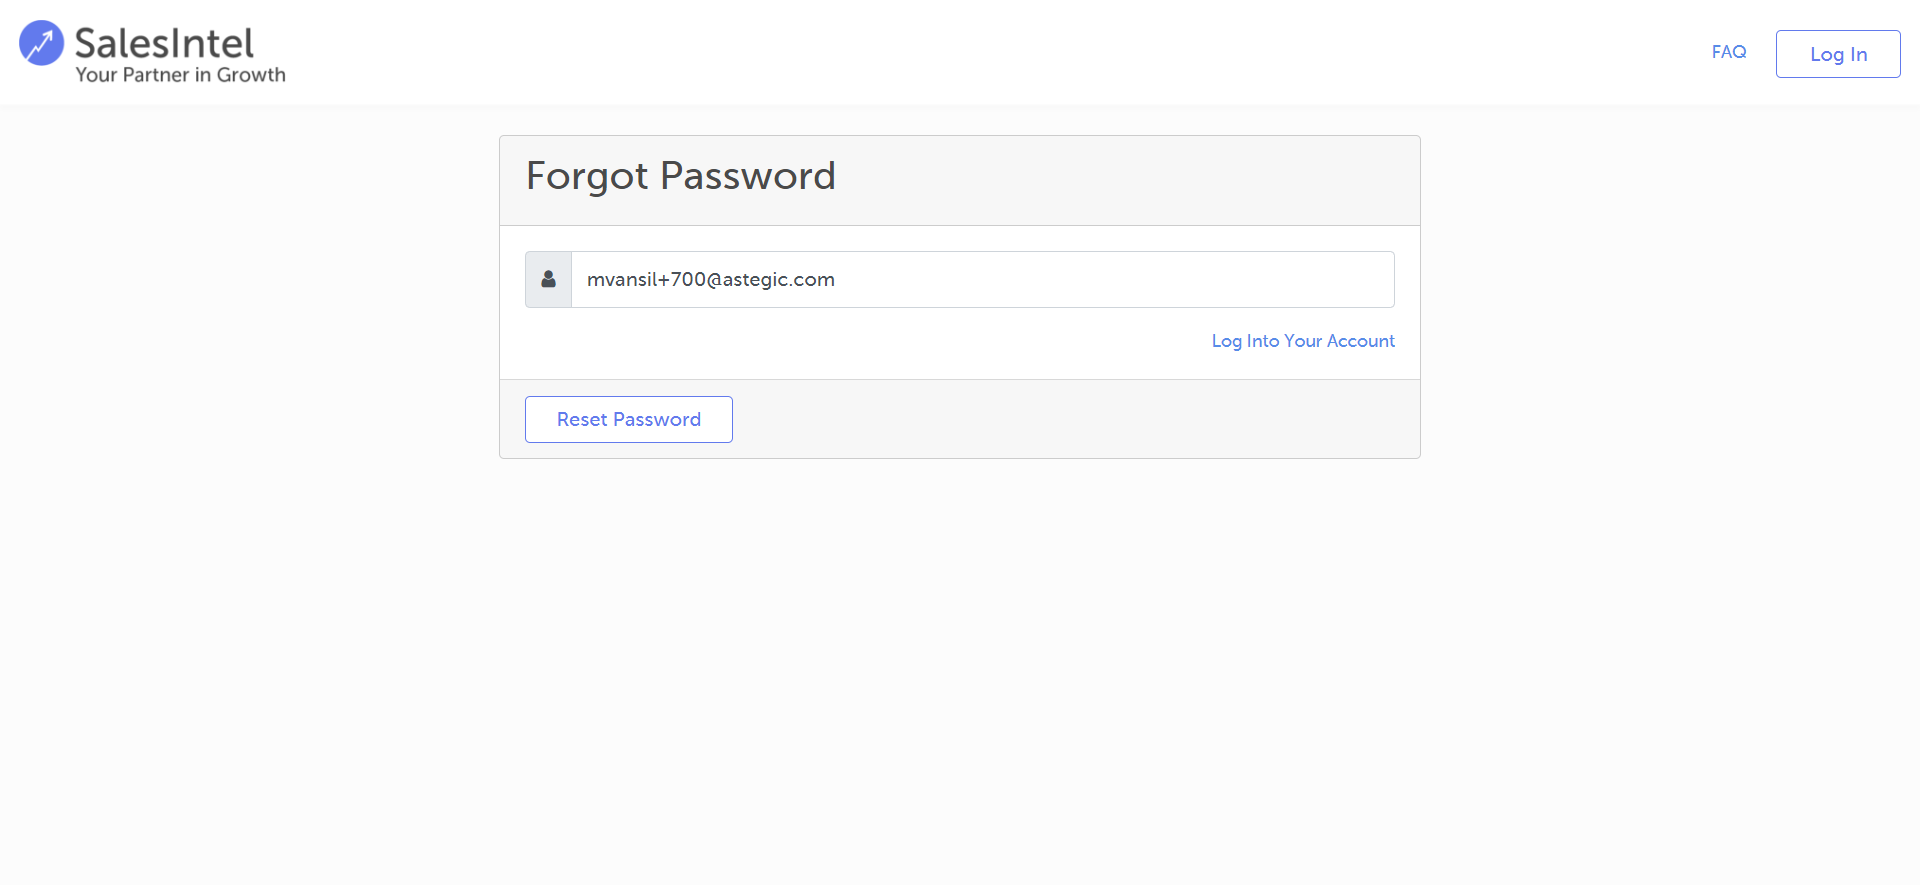 SalesIntel
Your Partner in Growth
FAQ
Log In
Forgot Password
mvansil+700@astegic.com
Log Into Your Account
Reset Password